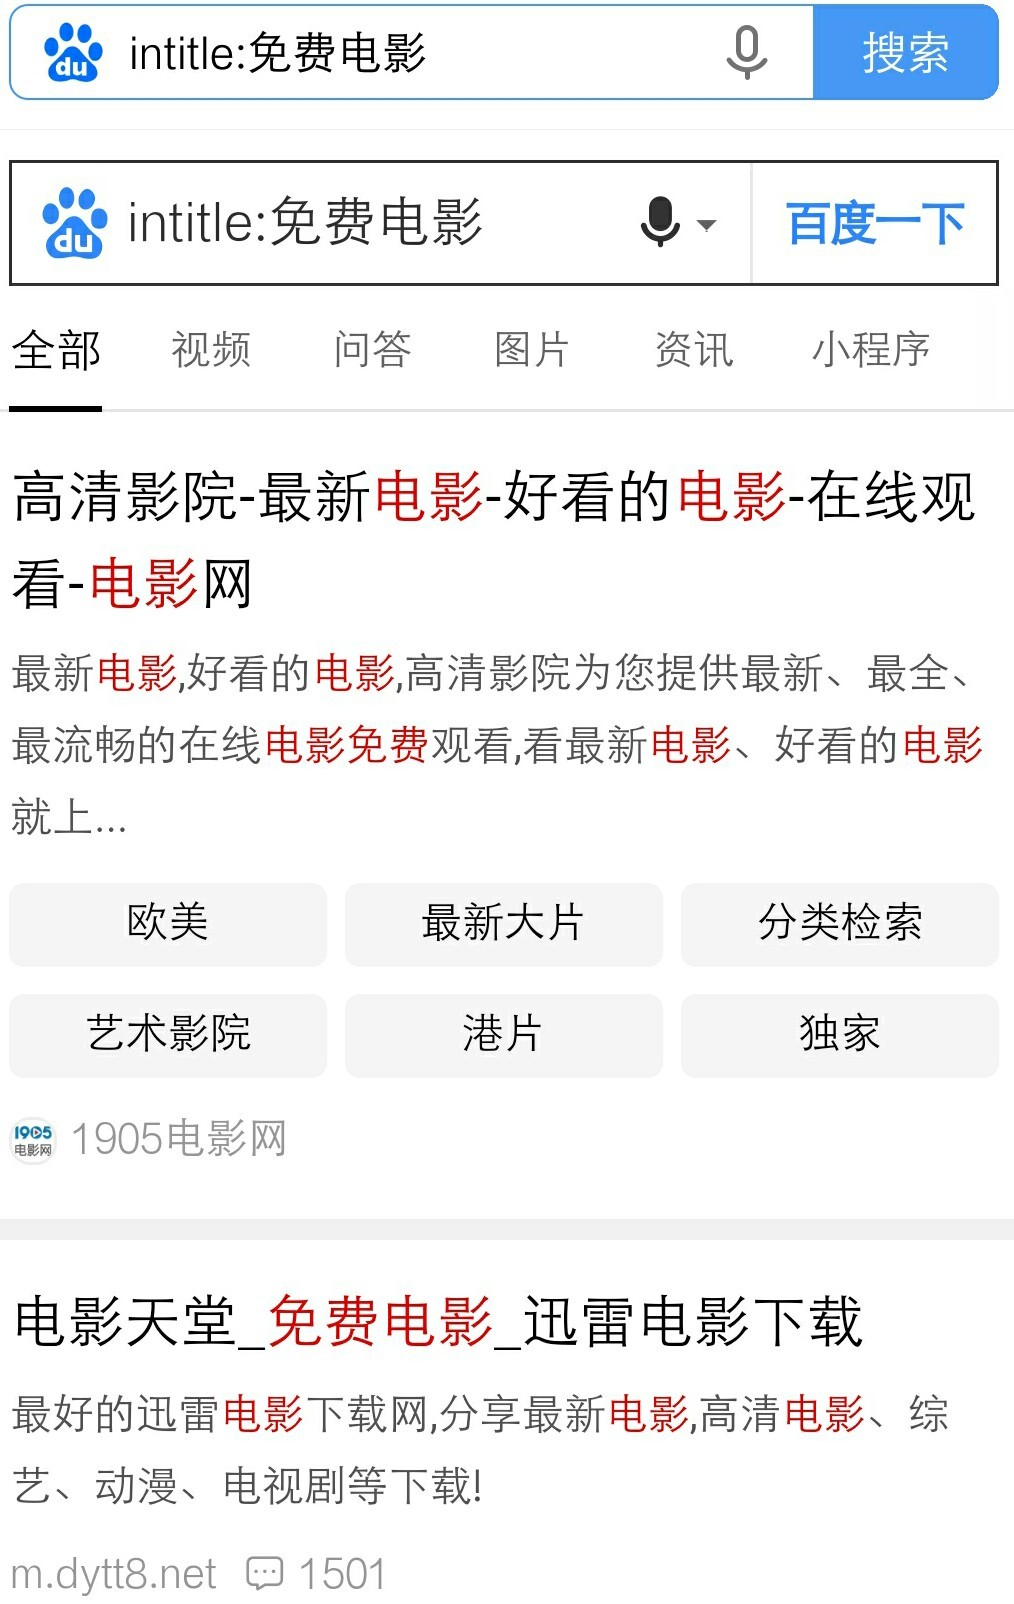 du intitle:免费电影 搜索
du intitle:免费电影 百度一下
全部 视频 问答 图片 资讯 小程序
高清影院-最新电影-好看的电影-在线观
看-电影网
最新电影,好看的电影,高清影院为您提供最新、最全、
最流畅的在线电影免费观看,看最新电影、好看的电影
就上...
欧美 最新大片 分类检索
艺术影院 港片 独家
1905 电影网 1905电影网
电影天堂_免费电影_迅雷电影下载
最好的迅雷电影下载网,分享最新电影,高清电影、综
艺、动漫、电视剧等下载!
m.dytt8.net 1501